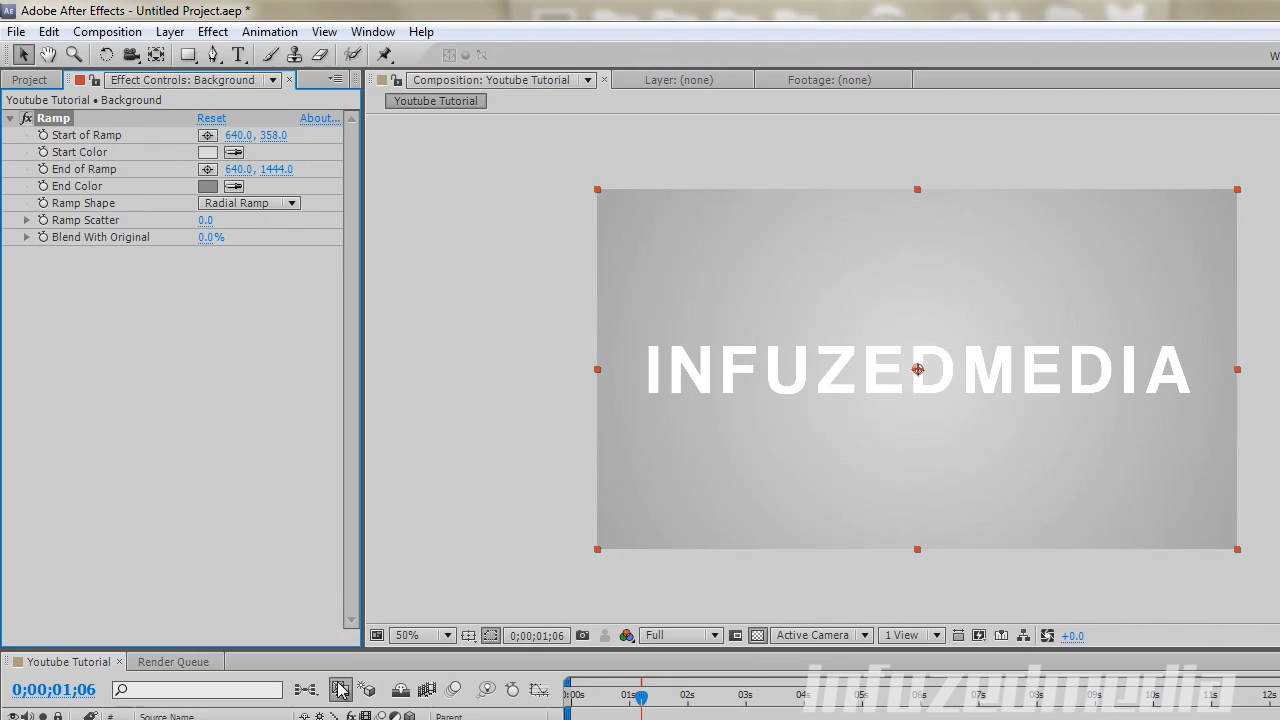 Adobe After Effects - Untitled Project.aep *
File Edit Composition Layer Effect Animation View Window Help
Project Effect Controls: Background Composition: Youtube Tutorial Layer: (none) Footage: (none)
Youtube Tutorial • Background
Youtube Tutorial
fx Ramp Reset About...
Start of Ramp 640.0, 358.0
Start Color
End of Ramp 640.0, 1444.0
End Color
Ramp Shape Radial Ramp
Ramp Scatter 0.0
Blend With Original 0.0%
INFUZEDMEDIA
50% 0;00;01;06 Full Active Camera 1 View +0.0
Youtube Tutorial Render Queue
0;00;01;06
0:00s 01s 02s 03s 04s 05s 06s 07s 08s 09s 10s 11s 12s
infuzedmedia
# Source Name Parent